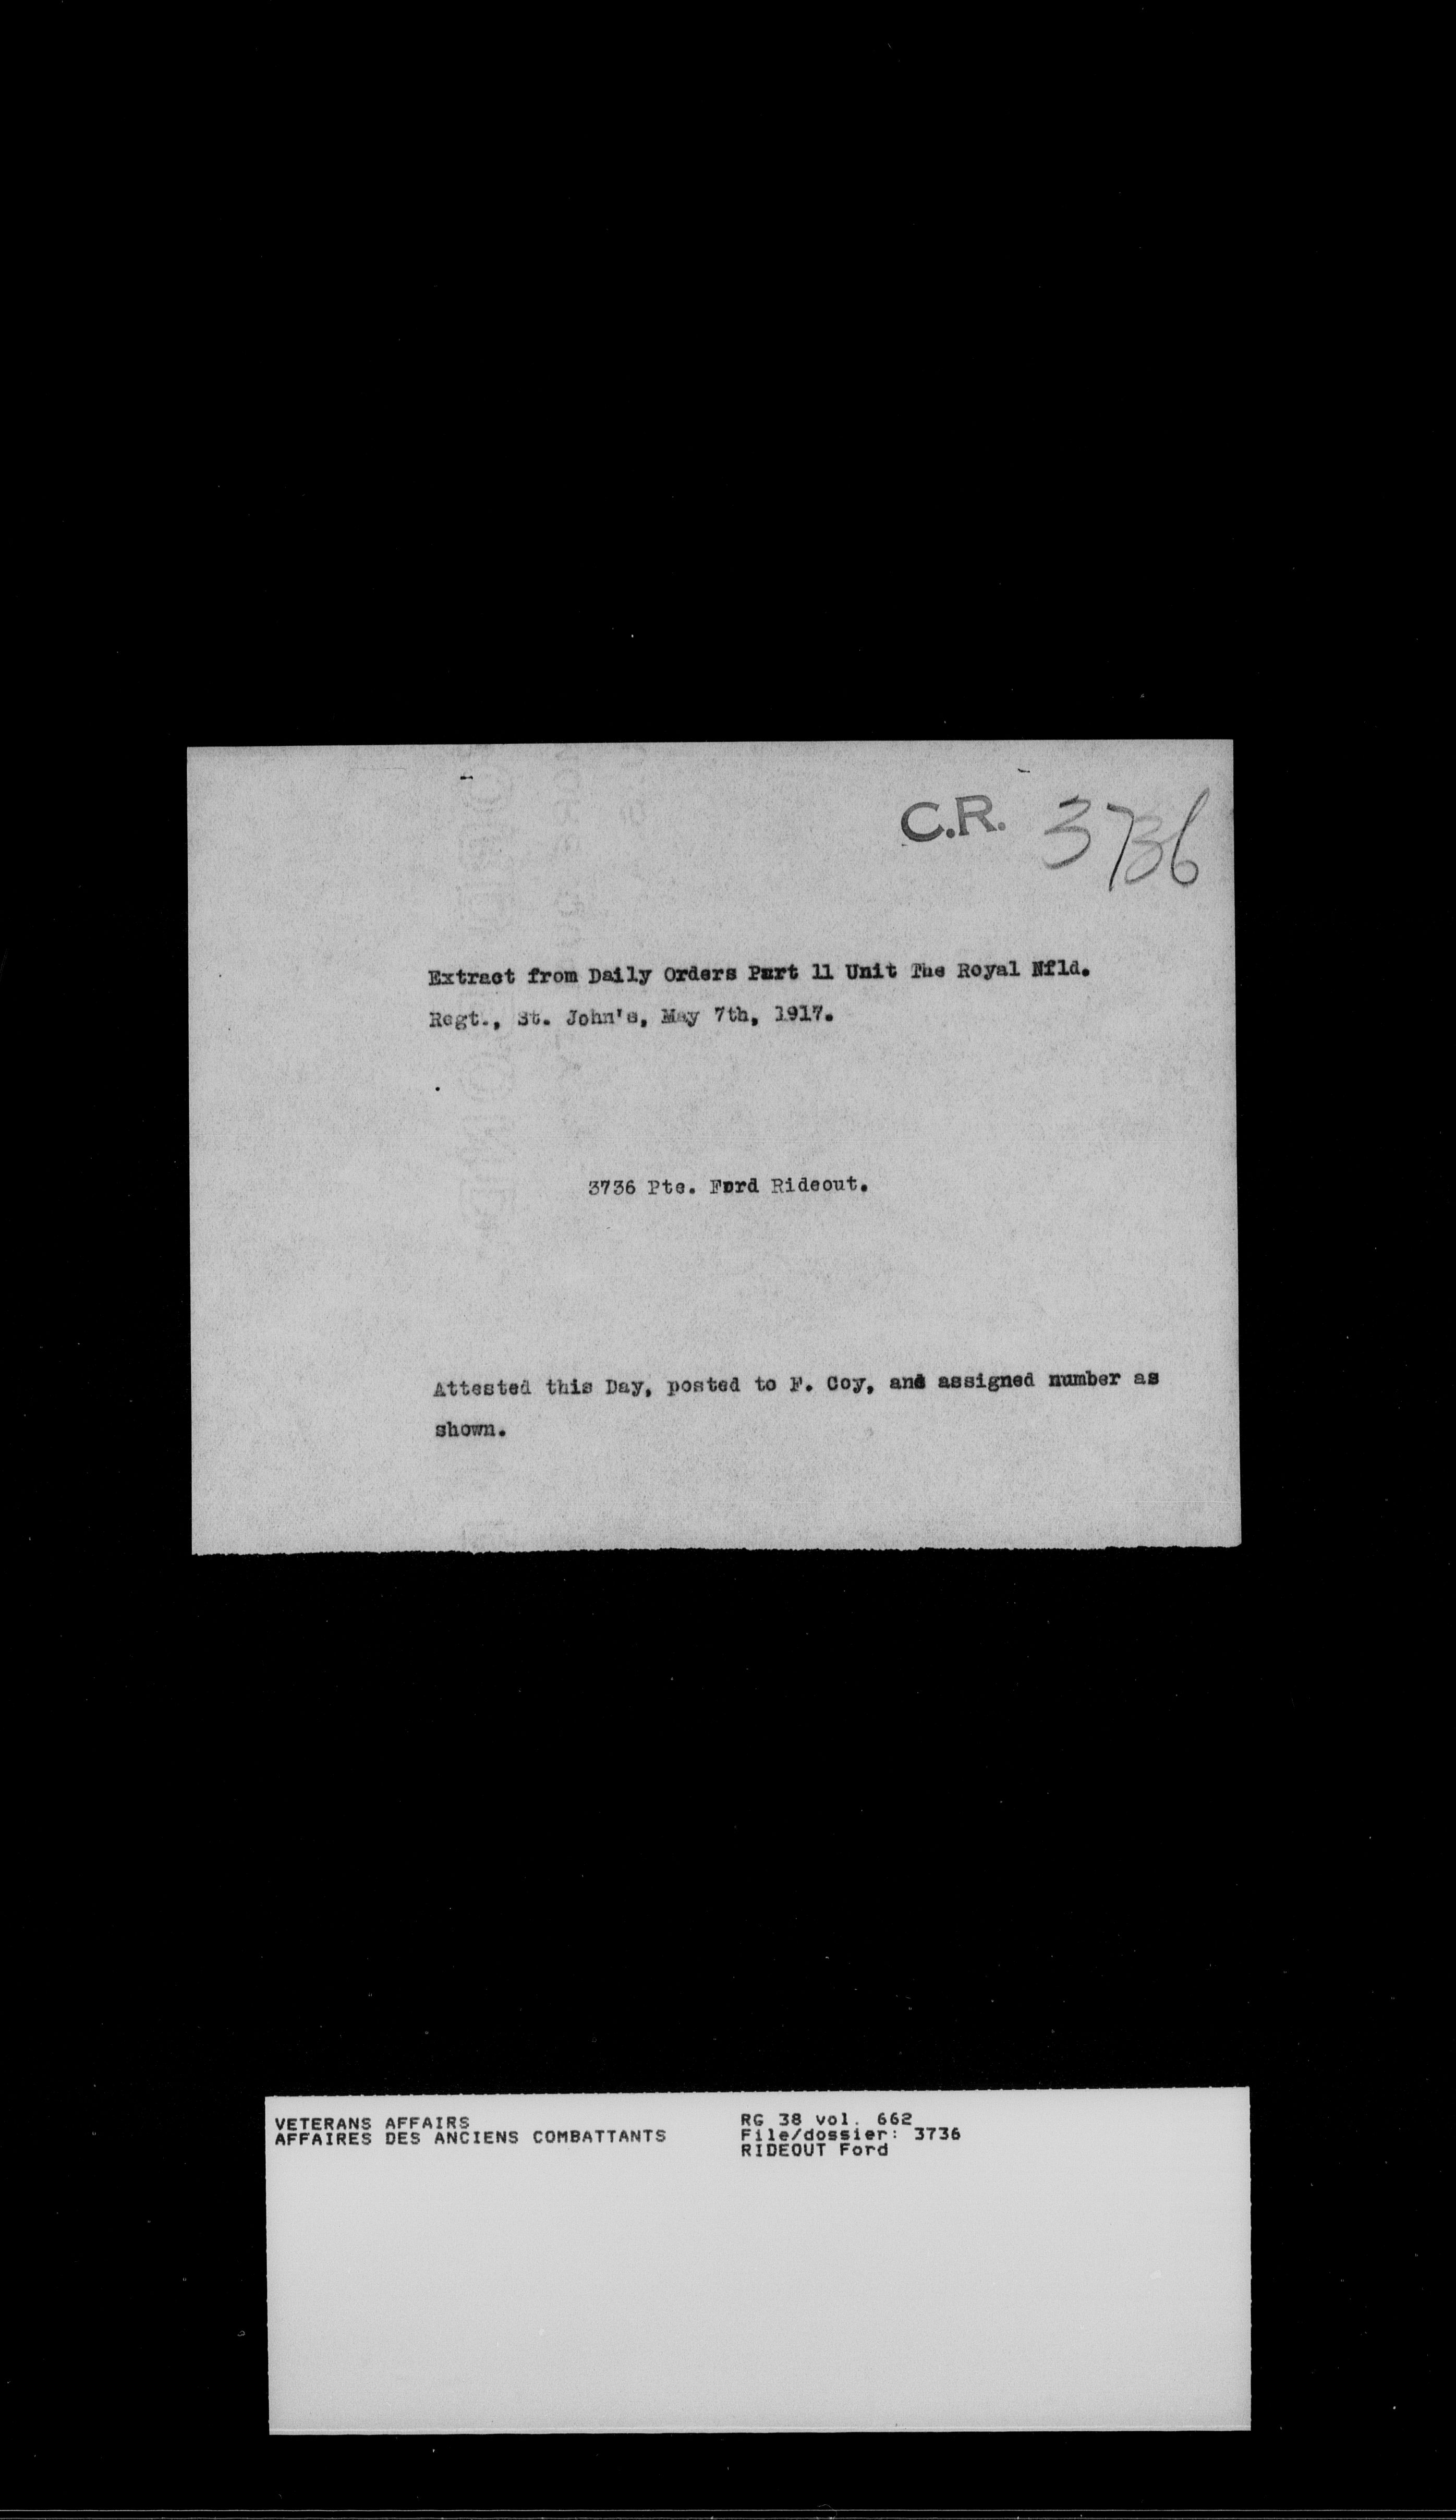 C.R. 3736
Extract from Daily Orders Part 11 Unit The Royal Nfld.
Regt., St. John's, May 7th, 1917.
3736 Pte. Ford Rideout.
Attested this Day, posted to F. Coy, and assigned number as
shown.
VETERANS AFFAIRS
AFFAIRES DES ANCIENS COMBATTANTS
RG 38 vol. 662
File/dossier: 3736
RIDEOUT Ford